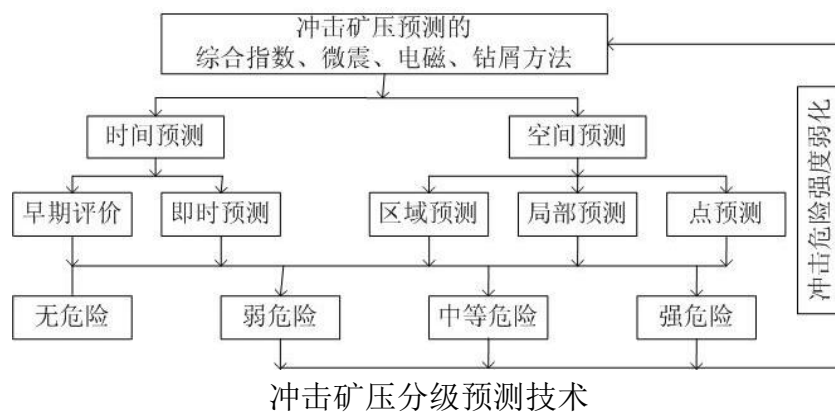 冲击矿压预测的
综合指数、微震、电磁、钻屑方法
时间预测
空间预测
早期评价
即时预测
区域预测
局部预测
点预测
冲击危险强度弱化
无危险
弱危险
中等危险
强危险
冲击矿压分级预测技术